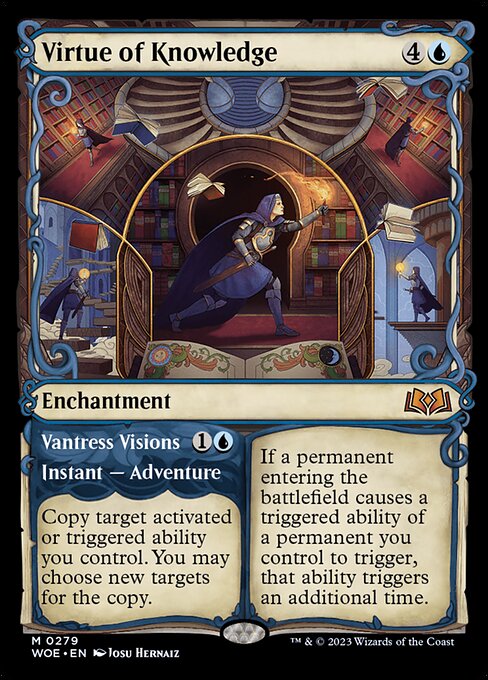 Virtue of Knowledge 4
Enchantment
Vantress Visions 1
Instant — Adventure
Copy target activated
or triggered ability
you control. You may
choose new targets
for the copy.
If a permanent
entering the
battlefield causes a
triggered ability of
a permanent you
control to trigger,
that ability triggers
an additional time.
M 0279
WOE • EN Josu Hernaiz
™ & © 2023 Wizards of the Coast